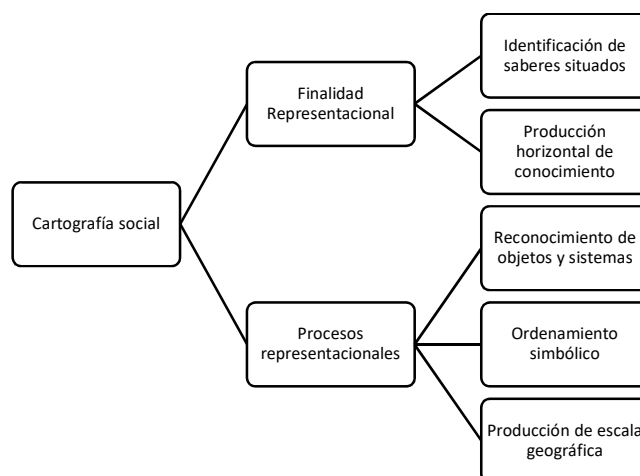 Identificación de
saberes situados
Finalidad
Representacional
Producción
horizontal de
conocimiento
Cartografía social
Reconocimiento de
objetos y sistemas
Procesos
representacionales
Ordenamiento
simbólico
Producción de escala
geográfica